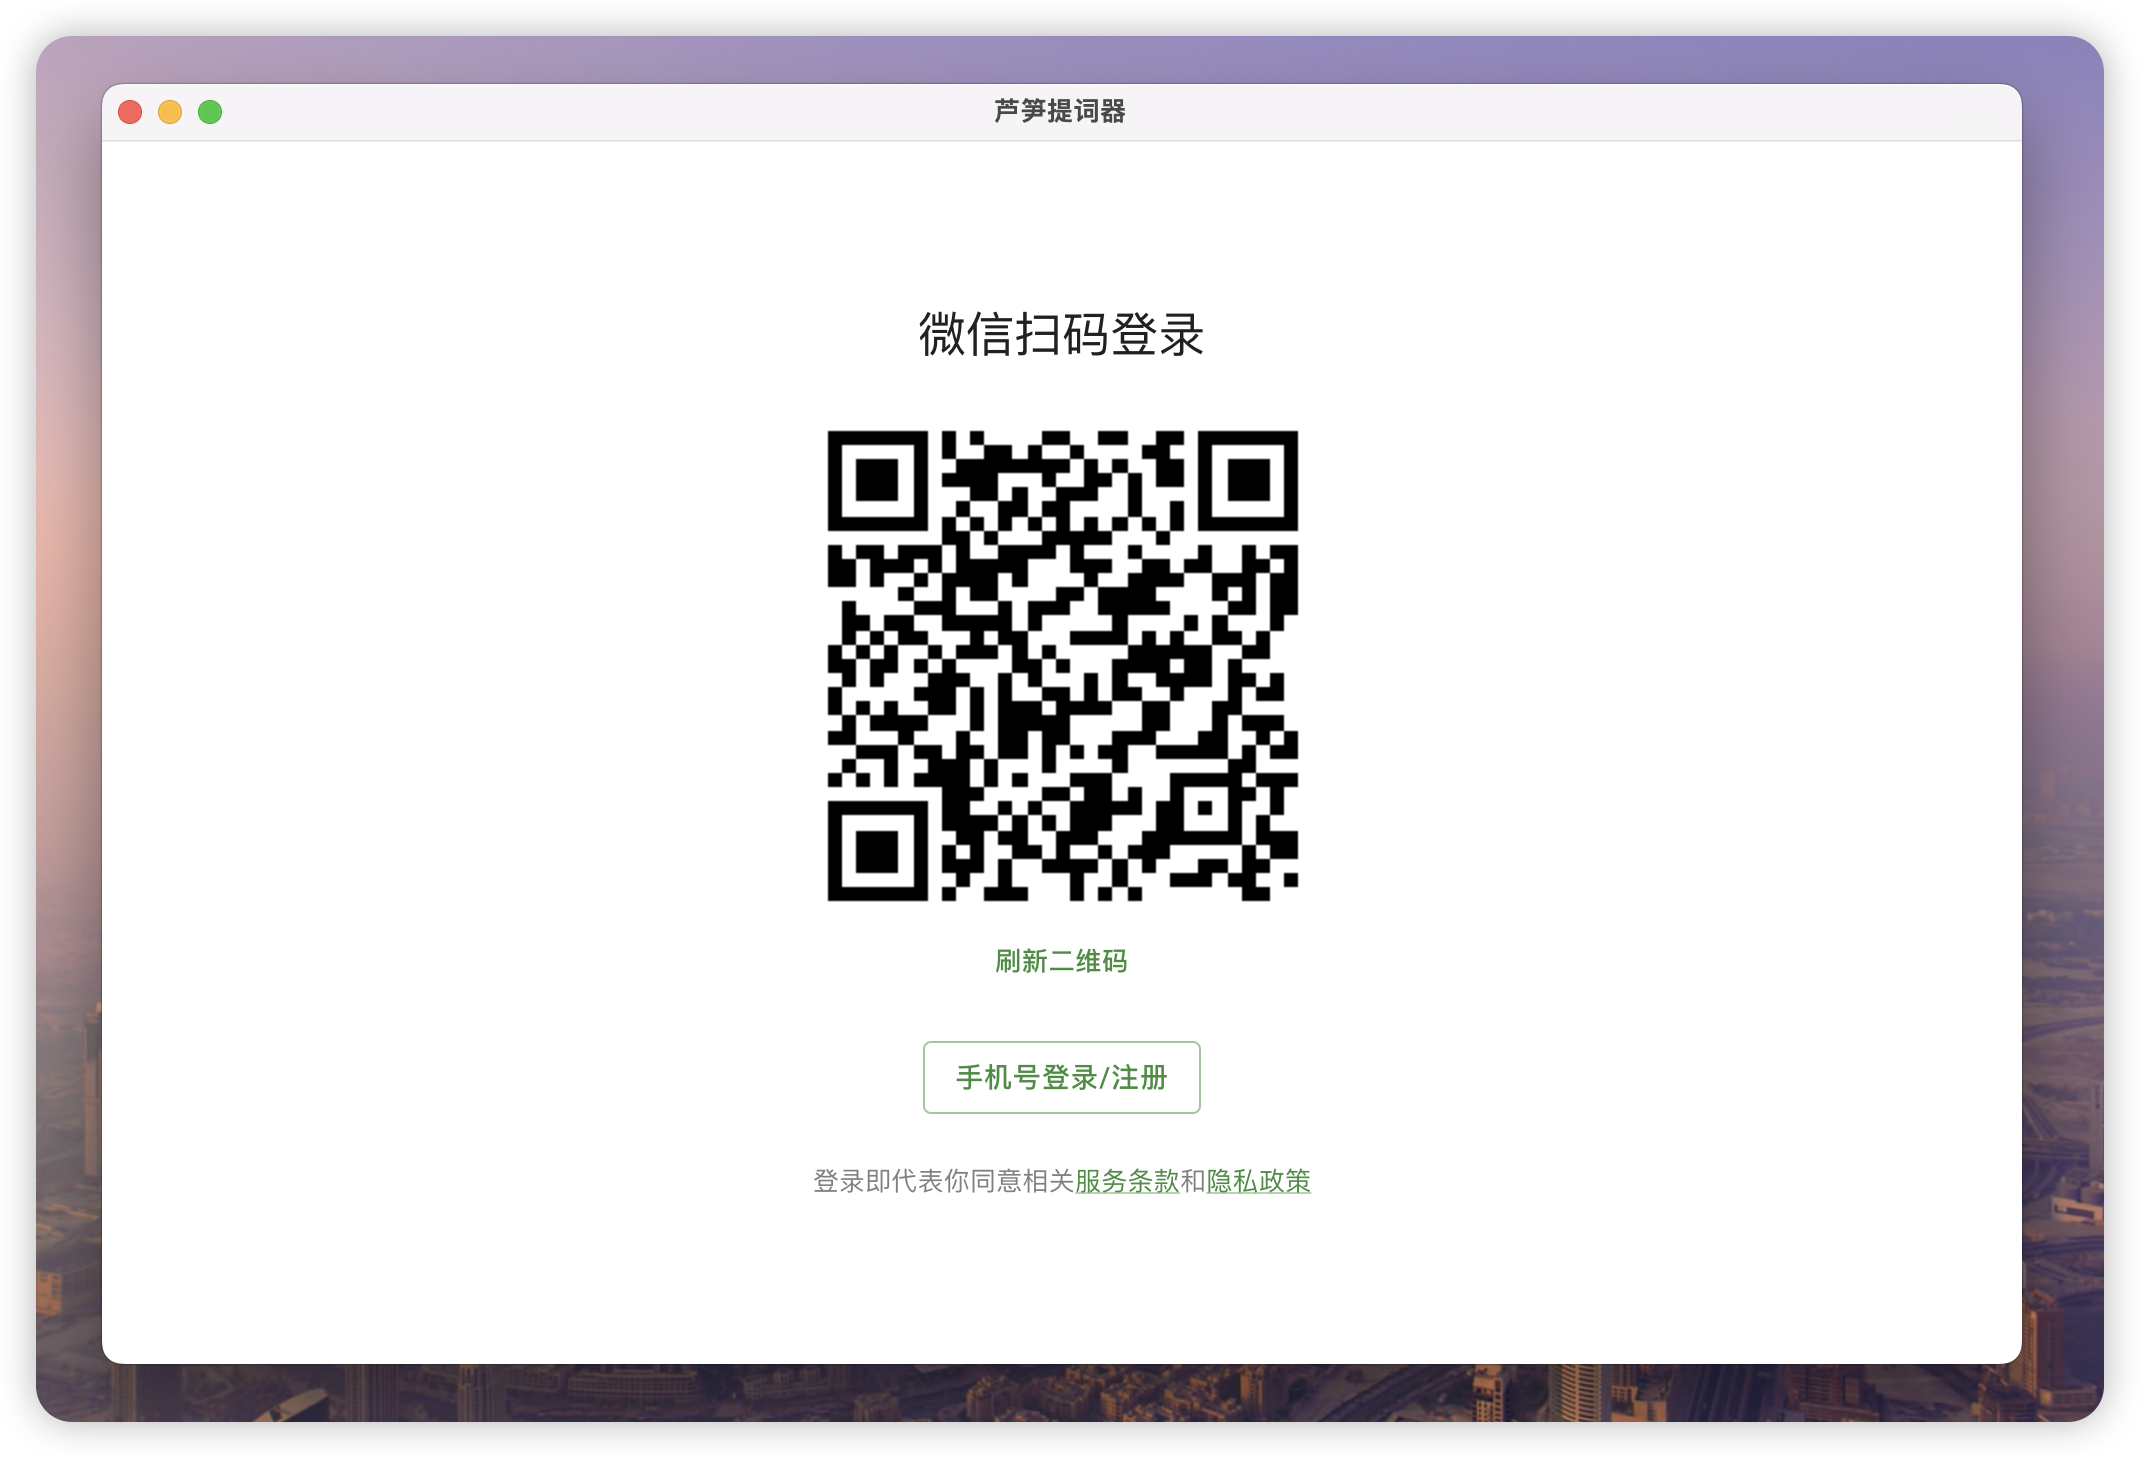 芦笋提词器
微信扫码登录
刷新二维码
手机号登录/注册
登录即代表你同意相关服务条款和隐私政策